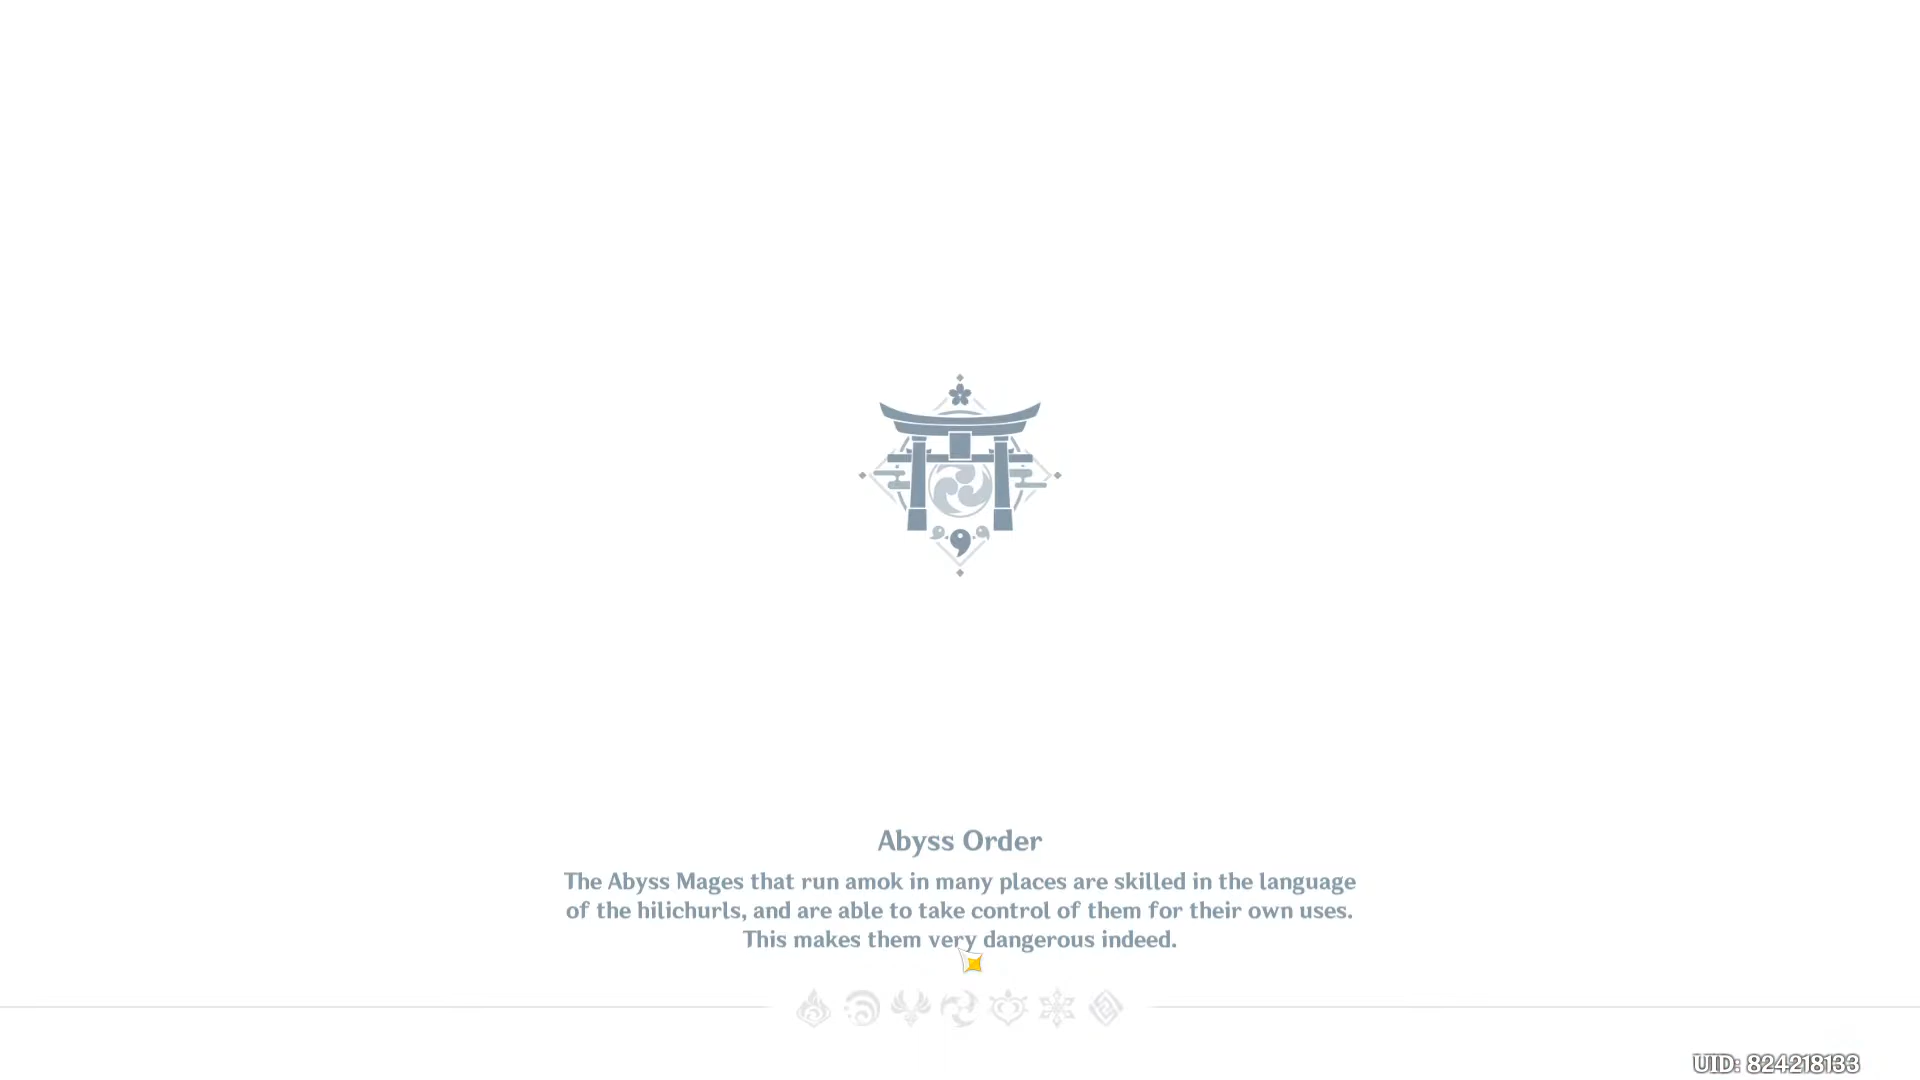 Abyss Order
The Abyss Mages that run amok in many places are skilled in the language
of the hilichurls, and are able to take control of them for their own uses.
This makes them very dangerous indeed.
UID: 824218133